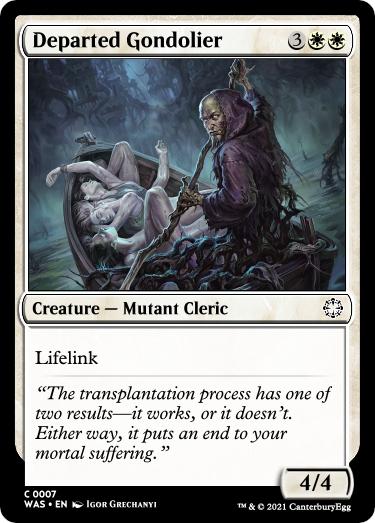 Departed Gondolier 3
Creature — Mutant Cleric
Lifelink
“The transplantation process has one of
two results—it works, or it doesn’t.
Either way, it puts an end to your
mortal suffering.”
4/4
C 0007
WAS • EN Igor Grechanyi
™ & © 2021 CanterburyEgg